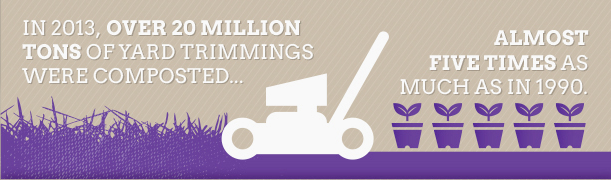 IN 2013, OVER 20 MILLION
TONS OF YARD TRIMMINGS
WERE COMPOSTED...
ALMOST
FIVE TIMES AS
MUCH AS IN 1990.